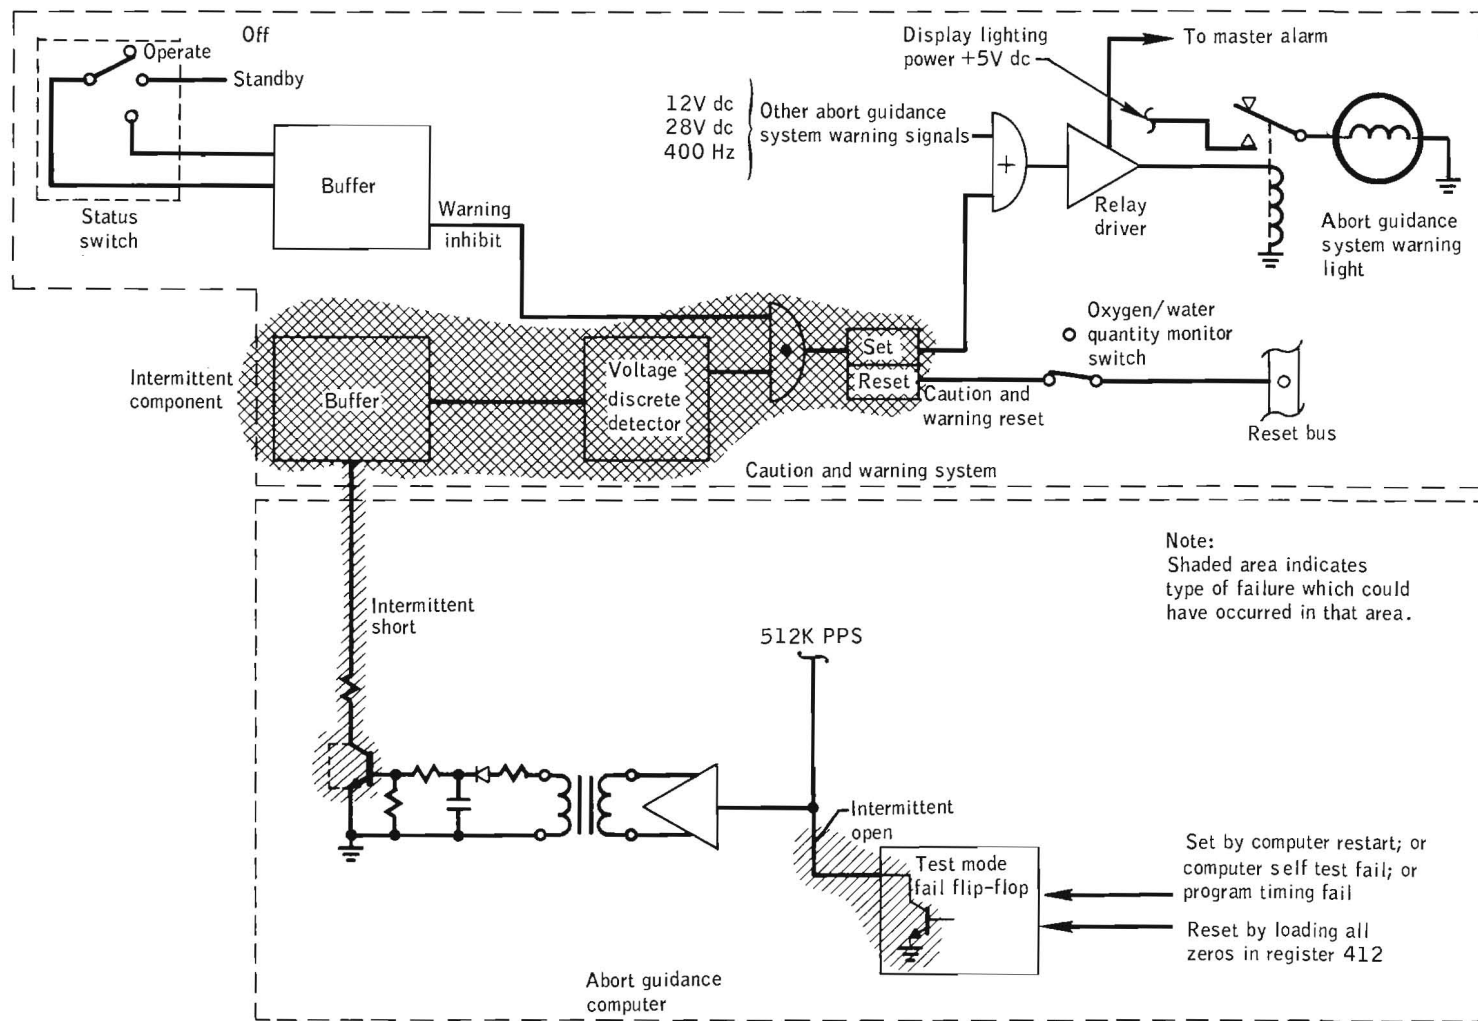 Off
Operate
Standby
Status
switch
Buffer
Warning
inhibit
12V dc
28V dc
400 Hz
Other abort guidance
system warning signals
Display lighting
power +5V dc
To master alarm
+
Relay
driver
Abort guidance
system warning
light
Intermittent
component
Buffer
Voltage
discrete
detector
Set
Reset
Caution and
warning reset
Oxygen/water
quantity monitor
switch
Reset bus
Caution and warning system
Intermittent
short
Note:
Shaded area indicates
type of failure which could
have occurred in that area.
512K PPS
Intermittent
open
Test mode
fail flip-flop
Set by computer restart; or
computer self test fail; or
program timing fail
Reset by loading all
zeros in register 412
Abort guidance
computer